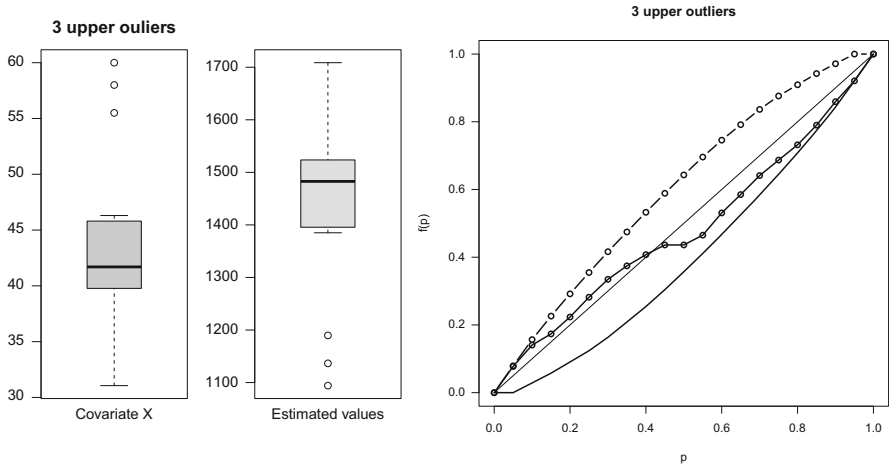 3 upper ouliers
60
55
50
45
40
35
30
Covariate X
1700
1600
1500
1400
1300
1200
1100
Estimated values
3 upper outliers
f(p)
1.0
0.8
0.6
0.4
0.2
0.0
0.0 0.2 0.4 0.6 0.8 1.0
p